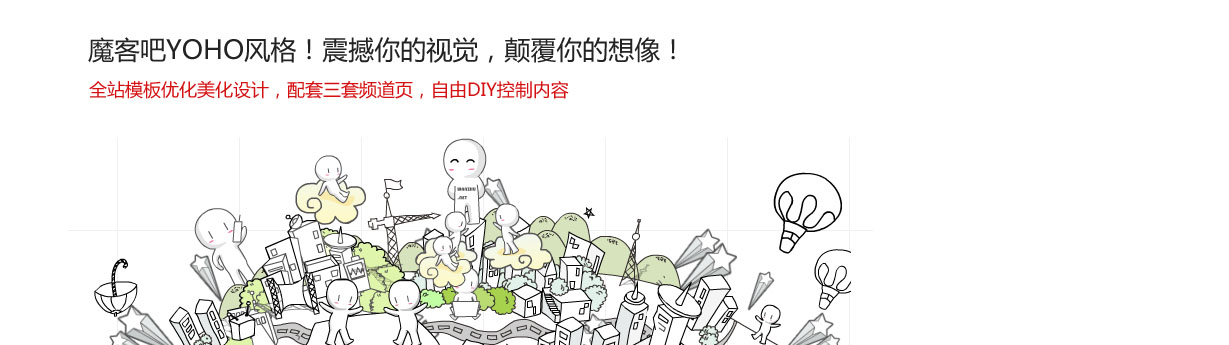 魔客吧YOHO风格！震撼你的视觉，颠覆你的想像！
全站模板优化美化设计，配套三套频道页，自由DIY控制内容